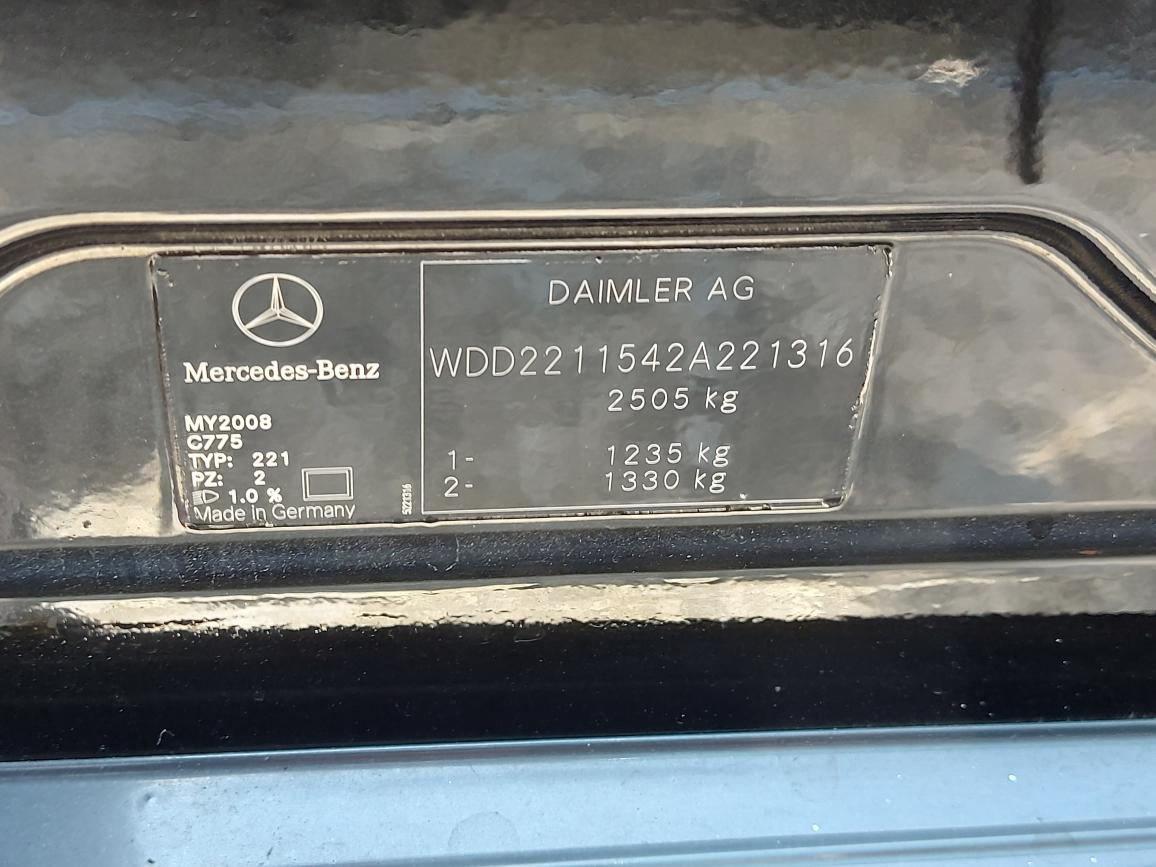 Mercedes-Benz
MY2008
C775
TYP: 221
PZ: 2
1.0 %
Made in Germany
5221316
DAIMLER AG
WDD2211542A221316
2505 kg
1- 1235 kg
2- 1330 kg